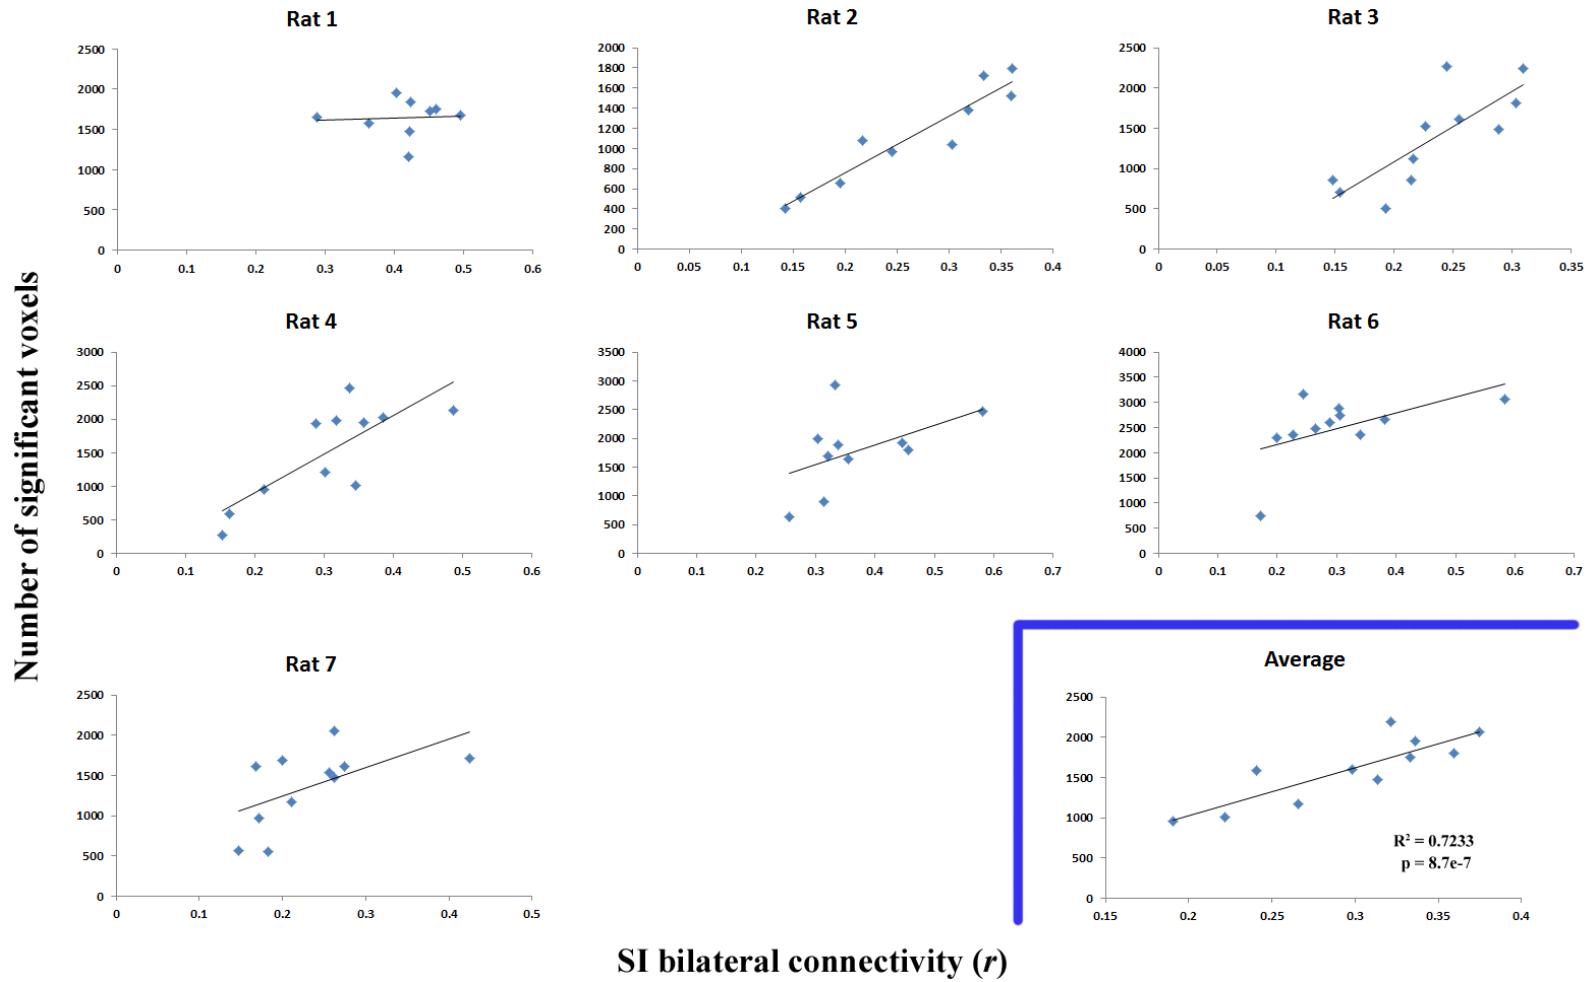 Rat 1
2500
2000
1500
1000
500
0
0 0.1 0.2 0.3 0.4 0.5 0.6
Rat 2
2000
1800
1600
1400
1200
1000
800
600
400
200
0
0 0.05 0.1 0.15 0.2 0.25 0.3 0.35 0.4
Rat 3
2500
2000
1500
1000
500
0
0 0.05 0.1 0.15 0.2 0.25 0.3 0.35
Number of significant voxels
Rat 4
3000
2500
2000
1500
1000
500
0
0 0.1 0.2 0.3 0.4 0.5 0.6
Rat 5
3500
3000
2500
2000
1500
1000
500
0
0 0.1 0.2 0.3 0.4 0.5 0.6 0.7
Rat 6
4000
3500
3000
2500
2000
1500
1000
500
0
0 0.1 0.2 0.3 0.4 0.5 0.6 0.7
Rat 7
2500
2000
1500
1000
500
0
0 0.1 0.2 0.3 0.4 0.5
Average
2500
2000
1500
1000
500
0
R² = 0.7233
p = 8.7e-7
0.15 0.2 0.25 0.3 0.35 0.4
SI bilateral connectivity (r)